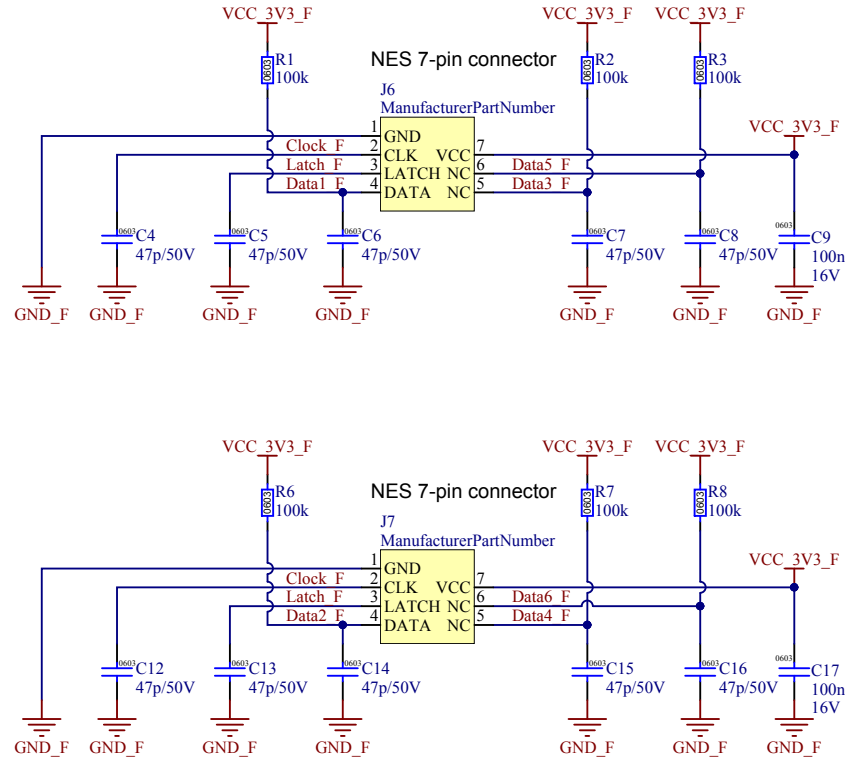 VCC_3V3_F VCC_3V3_F VCC_3V3_F
R1 R2 R3
0603 0603 0603
100k 100k 100k
NES 7-pin connector
J6
ManufacturerPartNumber
VCC_3V3_F
1 GND
Clock_F 2 CLK VCC 7
Latch_F 3 LATCH NC 6 Data5_F
Data1_F 4 DATA NC 5 Data3_F
0603 C4 0603 C5 0603 C6 0603 C7 0603 C8 0603 C9
47p/50V 47p/50V 47p/50V 47p/50V 47p/50V 100n
16V
GND_F GND_F GND_F GND_F GND_F GND_F GND_F
VCC_3V3_F VCC_3V3_F VCC_3V3_F
R6 R7 R8
0603 0603 0603
100k 100k 100k
NES 7-pin connector
J7
ManufacturerPartNumber
VCC_3V3_F
1 GND
Clock_F 2 CLK VCC 7
Latch_F 3 LATCH NC 6 Data6_F
Data2_F 4 DATA NC 5 Data4_F
0603 C12 0603 C13 0603 C14 0603 C15 0603 C16 0603 C17
47p/50V 47p/50V 47p/50V 47p/50V 47p/50V 100n
16V
GND_F GND_F GND_F GND_F GND_F GND_F GND_F